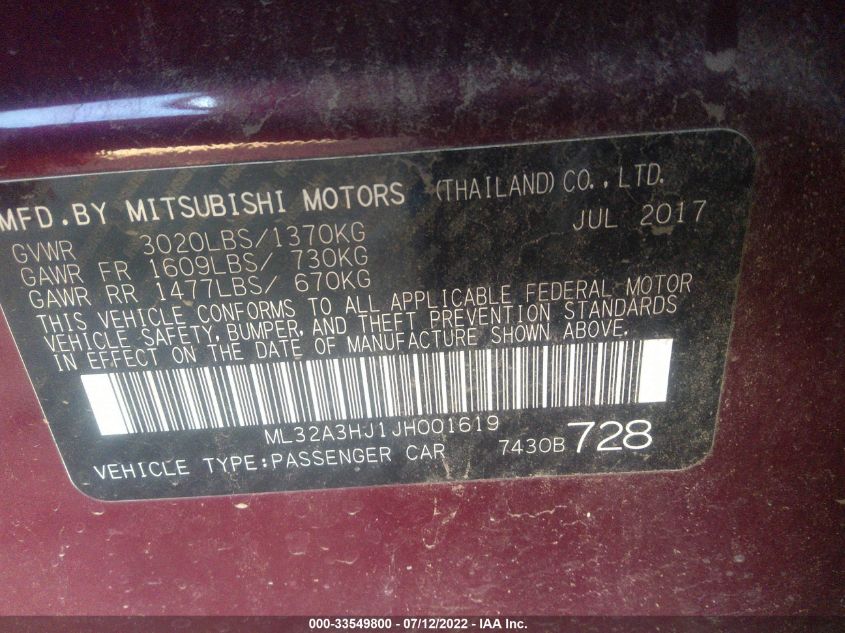 MFD.BY MITSUBISHI MOTORS (THAILAND) CO.,LTD.
JUL 2017
GVWR 3020LBS/1370KG
GAWR FR 1609LBS/ 730KG
GAWR RR 1477LBS/ 670KG
THIS VEHICLE CONFORMS TO ALL APPLICABLE FEDERAL MOTOR
VEHICLE SAFETY, BUMPER, AND THEFT PREVENTION STANDARDS
IN EFFECT ON THE DATE OF MANUFACTURE SHOWN ABOVE.
ML32A3HJ1JH001619
VEHICLE TYPE:PASSENGER CAR 7430B 728
000-33549800 - 07/12/2022 - IAA Inc.